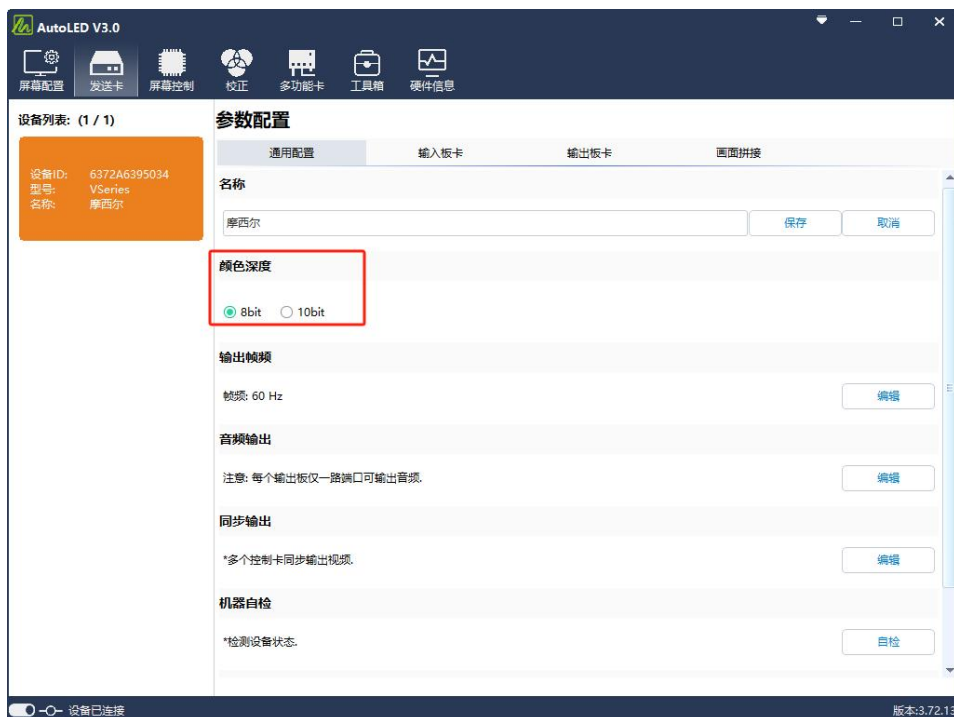 AutoLED V3.0
屏幕配置 发送卡 屏幕控制 校正 多功能卡 工具箱 硬件信息
设备列表: (1 / 1)
设备ID: 6372A6395034
型号: VSeries
名称: 摩西尔
参数配置
通用配置 输入板卡 输出板卡 画面拼接
名称
摩西尔 保存 取消
颜色深度
8bit 10bit
输出帧频
帧频: 60 Hz 编辑
音频输出
注意: 每个输出板仅一路端口可输出音频. 编辑
同步输出
*多个控制卡同步输出视频. 编辑
机器自检
*检测设备状态. 自检
设备已连接 版本:3.72.13